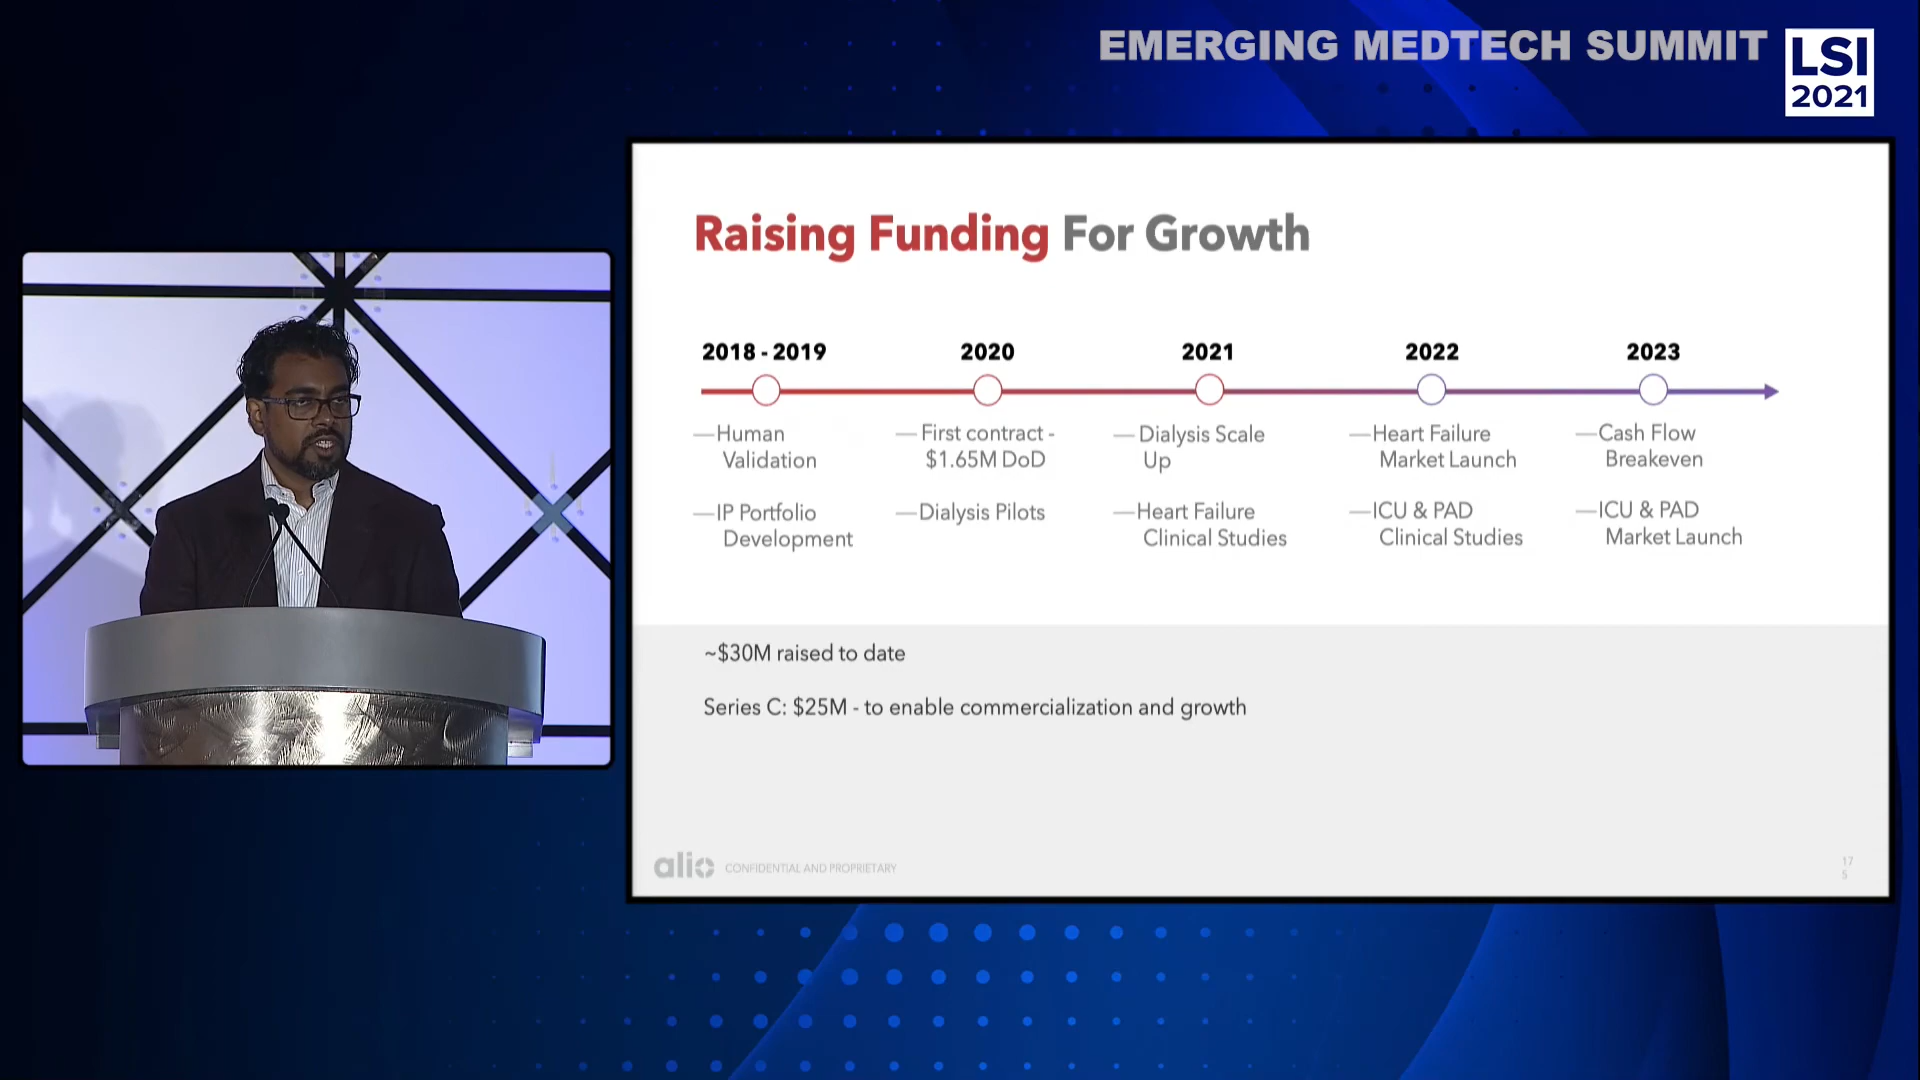 EMERGING MEDTECH SUMMIT
LSI
2021
Raising Funding For Growth
2018 - 2019
2020
2021
2022
2023
—Human
Validation
—IP Portfolio
Development
— First contract -
$1.65M DoD
—Dialysis Pilots
— Dialysis Scale
Up
—Heart Failure
Clinical Studies
—Heart Failure
Market Launch
—ICU & PAD
Clinical Studies
—Cash Flow
Breakeven
—ICU & PAD
Market Launch
~$30M raised to date
Series C: $25M - to enable commercialization and growth
alio
CONFIDENTIAL AND PROPRIETARY
17
5